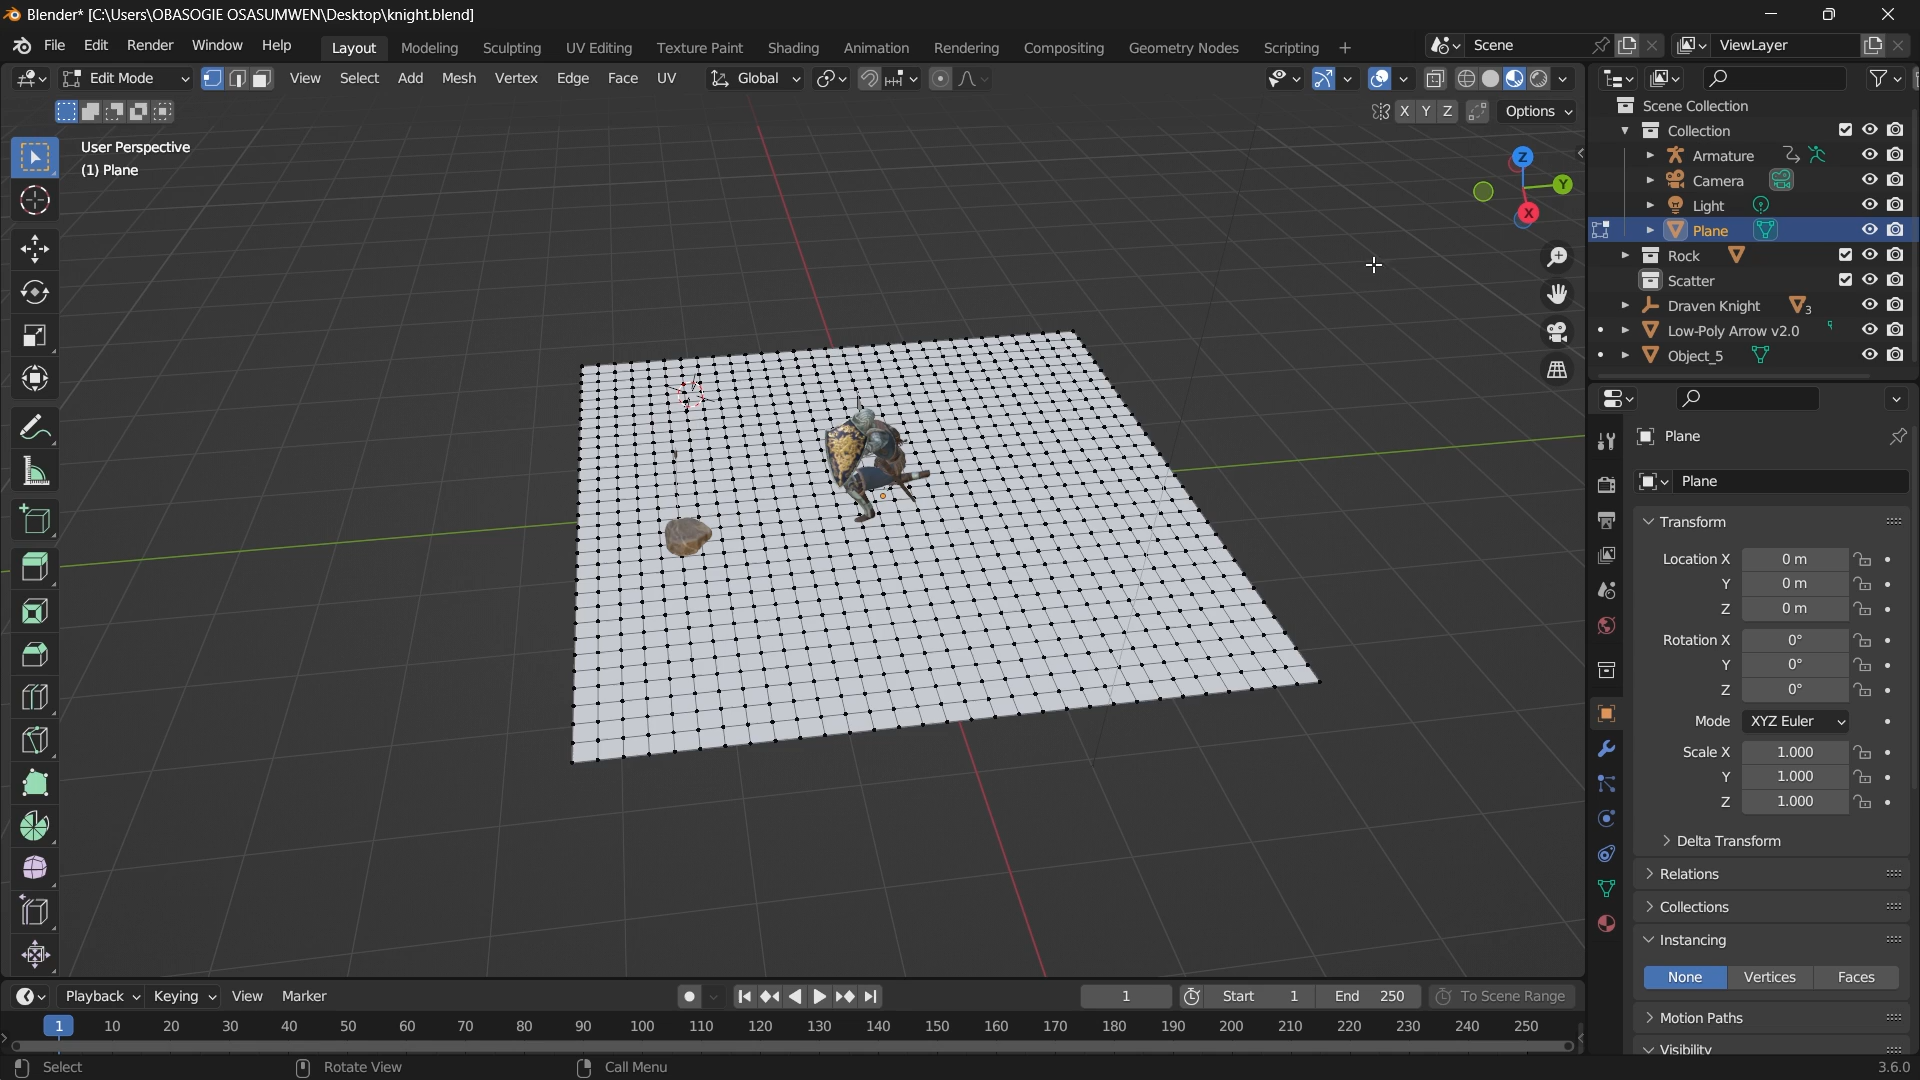 Blender* [C:\Users\OBASOGIE OSASUMWEN\Desktop\knight.blend]
File Edit Render Window Help Layout Modeling Sculpting UV Editing Texture Paint Shading Animation Rendering Compositing Geometry Nodes Scripting + Scene ViewLayer
Edit Mode View Select Add Mesh Vertex Edge Face UV Global
X Y Z Options
User Perspective
(1) Plane
Z
Y
X
Scene Collection
Collection
Armature
Camera
Light
Plane
Rock
Scatter
Draven Knight 3
Low-Poly Arrow v2.0
Object_5
Plane
Plane
Transform
Location X 0 m
Y 0 m
Z 0 m
Rotation X 0°
Y 0°
Z 0°
Mode XYZ Euler
Scale X 1.000
Y 1.000
Z 1.000
Delta Transform
Relations
Collections
Instancing
None Vertices Faces
Motion Paths
Visibility
Playback Keying View Marker 1 Start 1 End 250 To Scene Range
1 10 20 30 40 50 60 70 80 90 100 110 120 130 140 150 160 170 180 190 200 210 220 230 240 250
Select Rotate View Call Menu 3.6.0